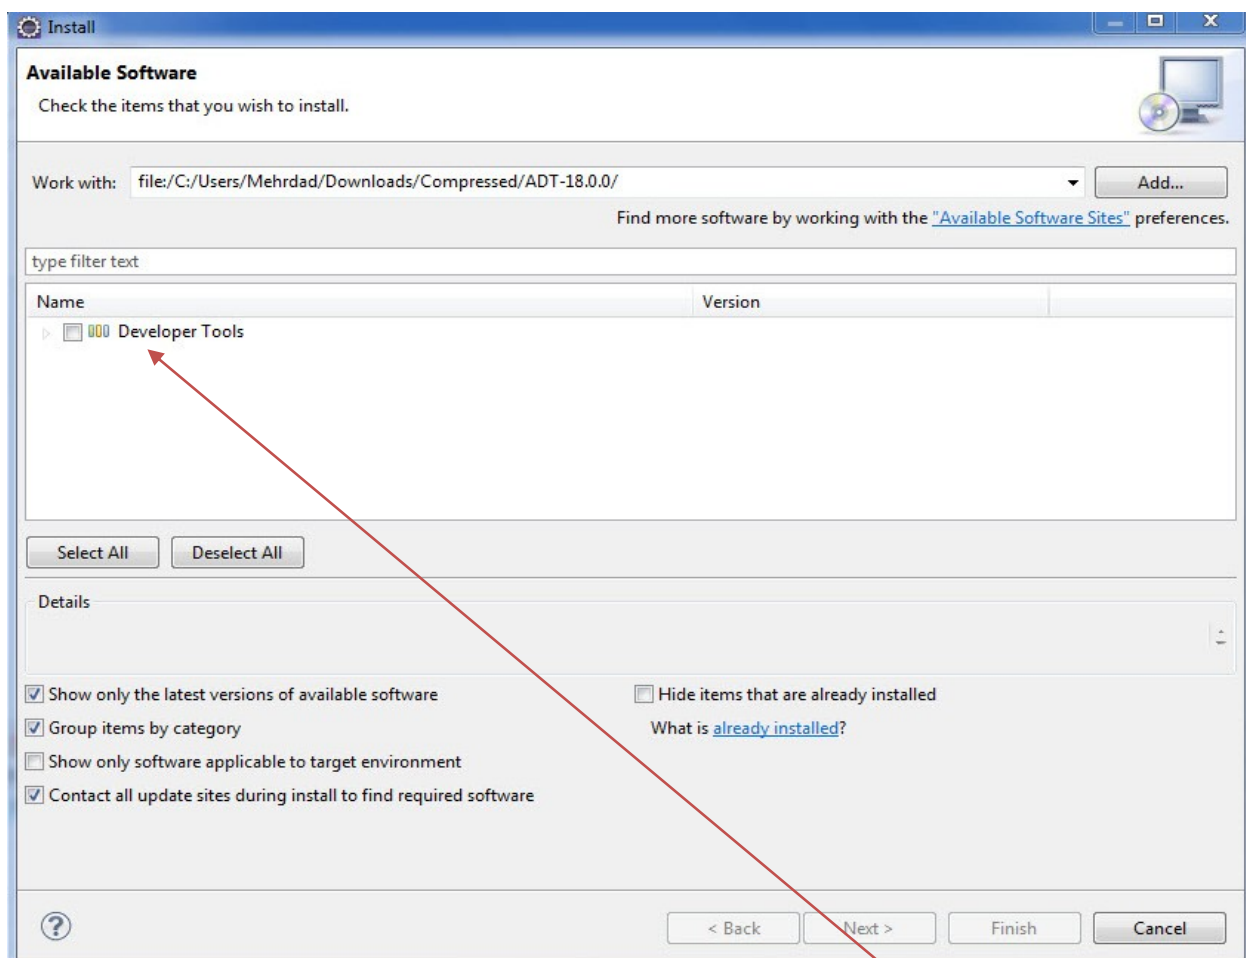 Install
Available Software
Check the items that you wish to install.
Work with: file:/C:/Users/Mehrdad/Downloads/Compressed/ADT-18.0.0/ Add...
Find more software by working with the "Available Software Sites" preferences.
type filter text
Name Version
Developer Tools
Select All Deselect All
Details
Show only the latest versions of available software Hide items that are already installed
Group items by category What is already installed?
Show only software applicable to target environment
Contact all update sites during install to find required software
? < Back Next > Finish Cancel